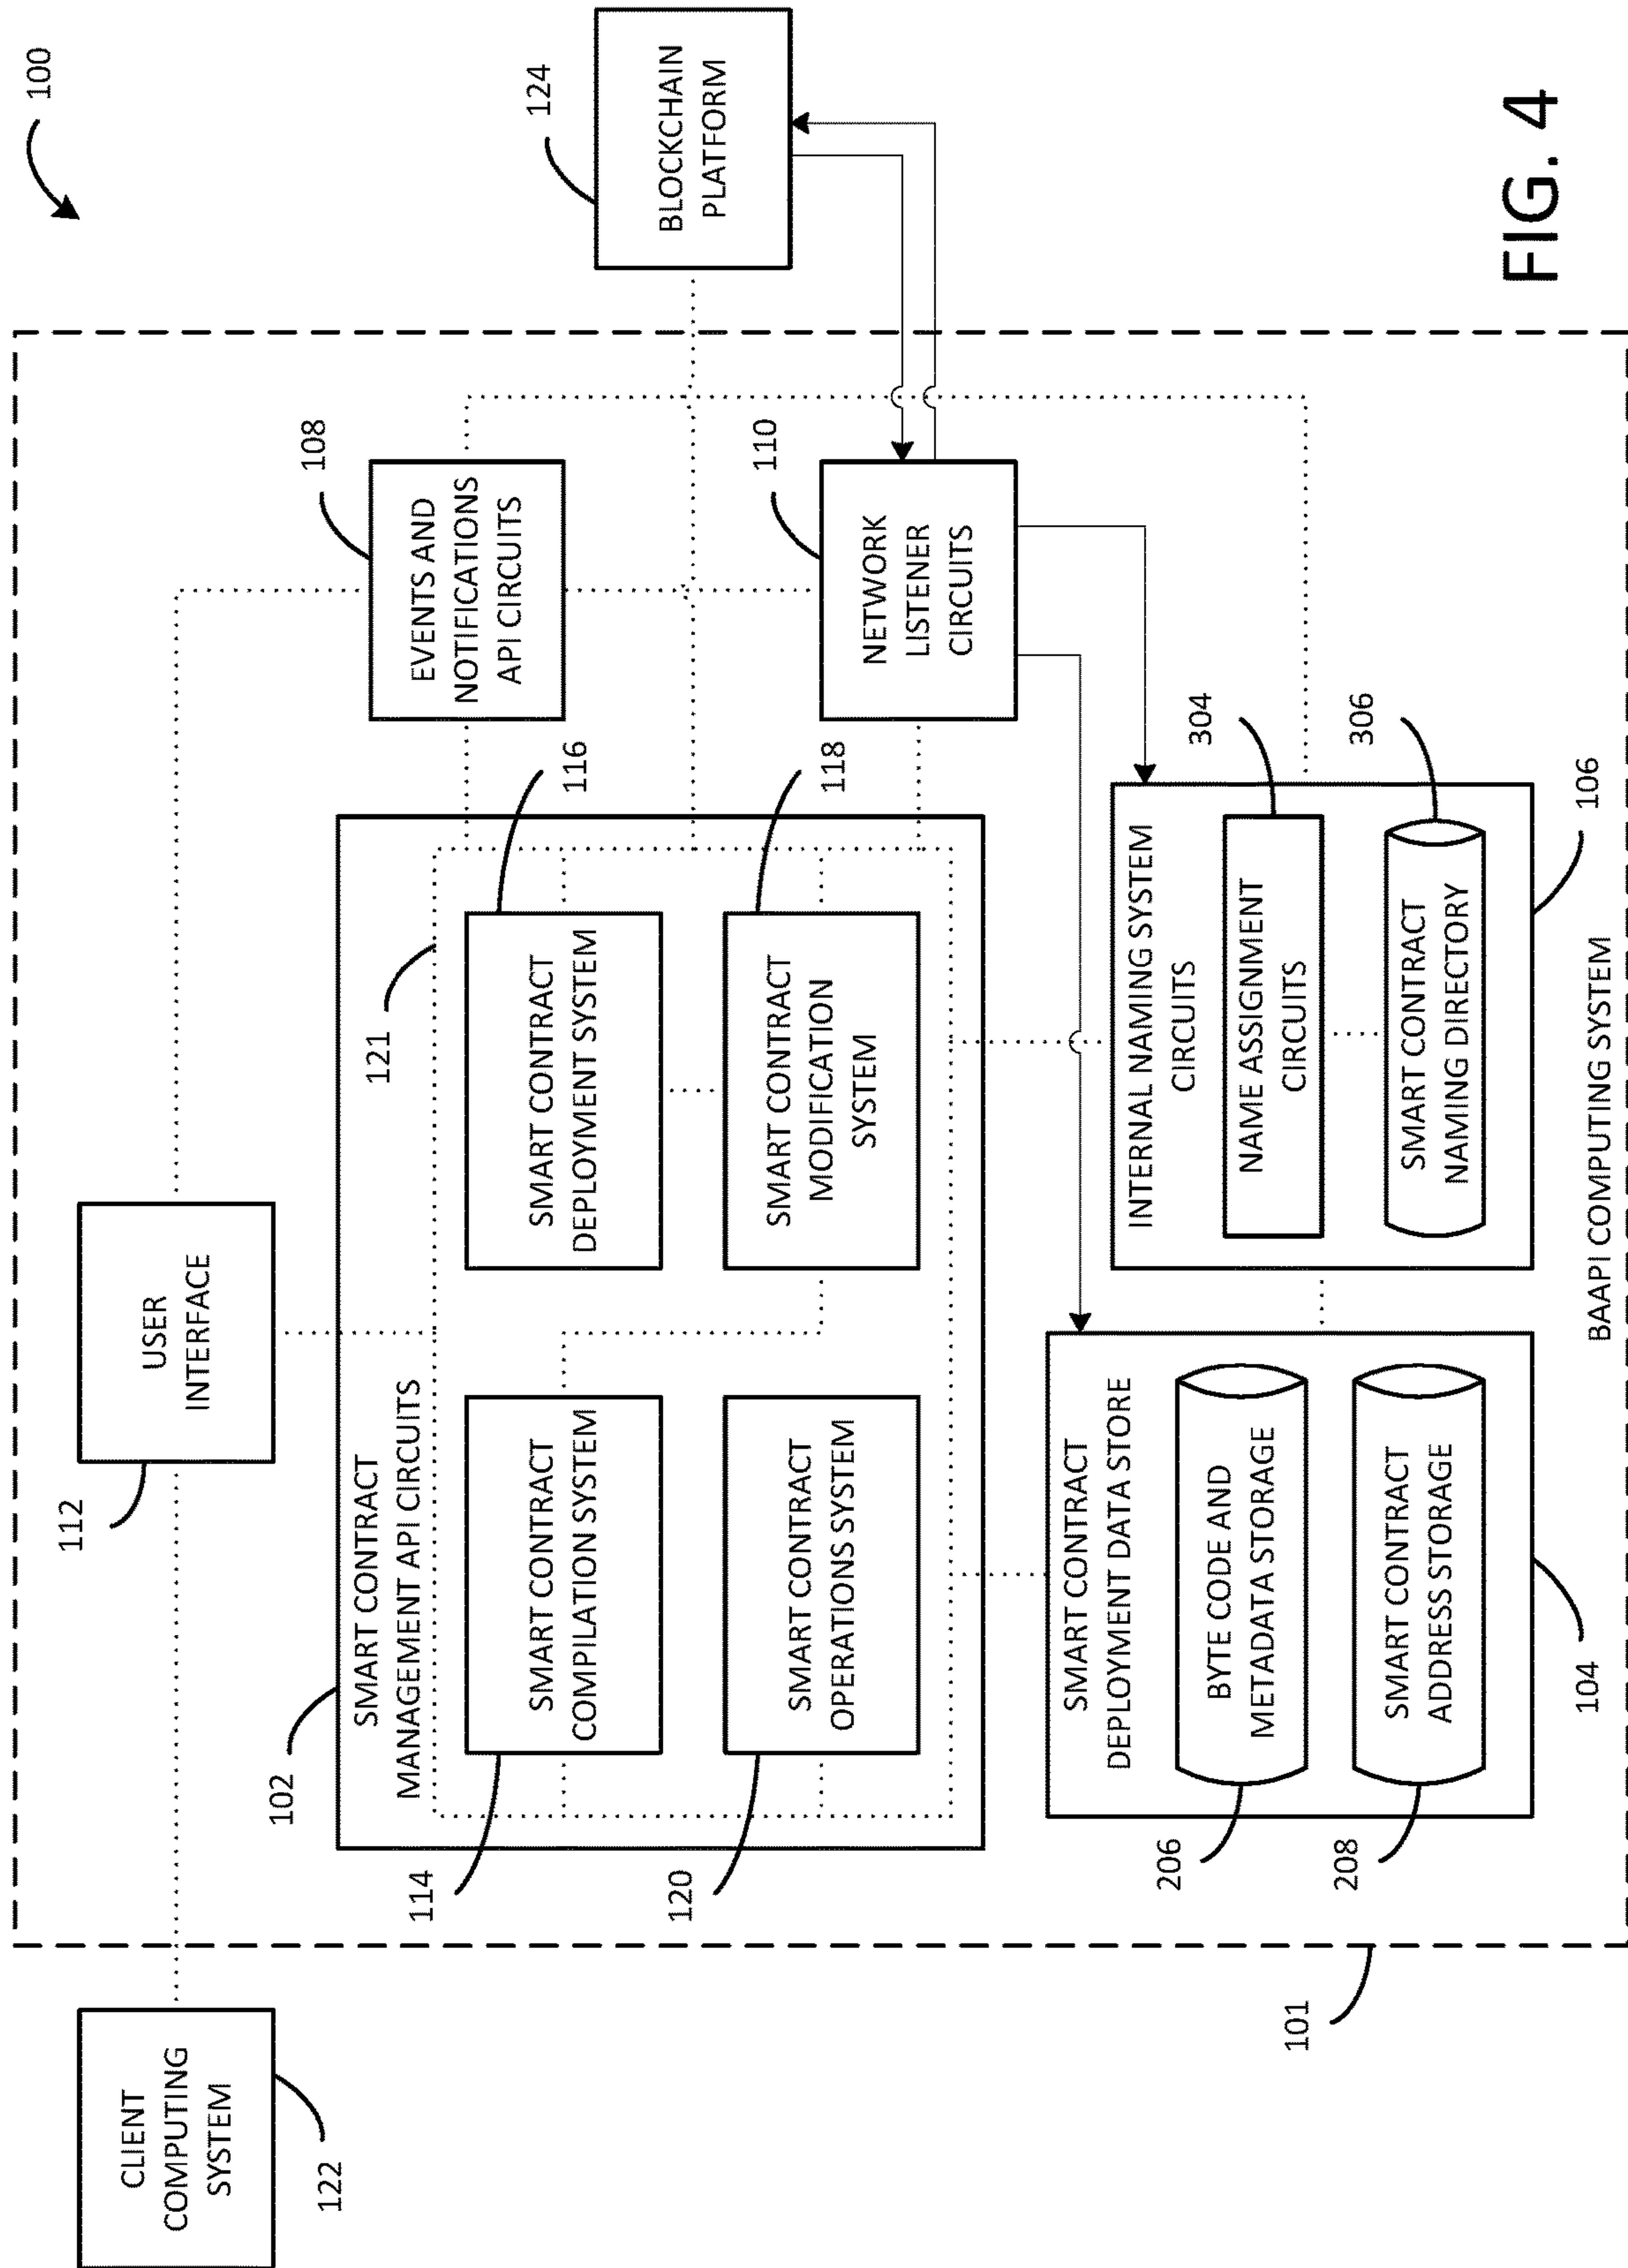 100
CLIENT
COMPUTING
SYSTEM
122
USER
INTERFACE
112
BLOCKCHAIN
PLATFORM
124
EVENTS AND
NOTIFICATIONS
API CIRCUITS
108
NETWORK
LISTENER
CIRCUITS
110
102
SMART CONTRACT
MANAGEMENT API CIRCUITS
121
SMART CONTRACT
COMPILATION SYSTEM
114
SMART CONTRACT
DEPLOYMENT SYSTEM
116
SMART CONTRACT
OPERATIONS SYSTEM
120
SMART CONTRACT
MODIFICATION
SYSTEM
118
SMART CONTRACT
DEPLOYMENT DATA STORE
BYTE CODE AND
METADATA STORAGE
206
SMART CONTRACT
ADDRESS STORAGE
208
104
INTERNAL NAMING SYSTEM
CIRCUITS
NAME ASSIGNMENT
CIRCUITS
304
SMART CONTRACT
NAMING DIRECTORY
306
106
BAAPI COMPUTING SYSTEM
101
FIG. 4